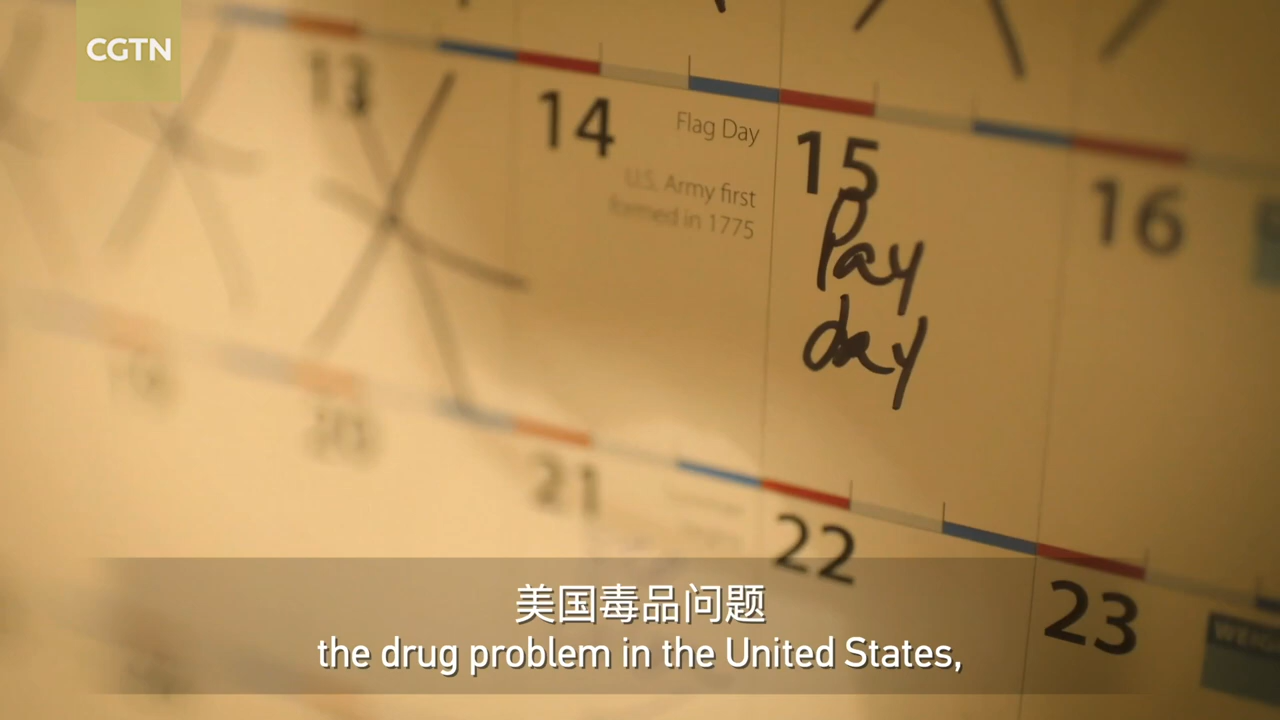 CGTN
13
14
Flag Day
U.S. Army first
formed in 1775
15
Pay
day
16
20
21
22
23
美国毒品问题
the drug problem in the United States,